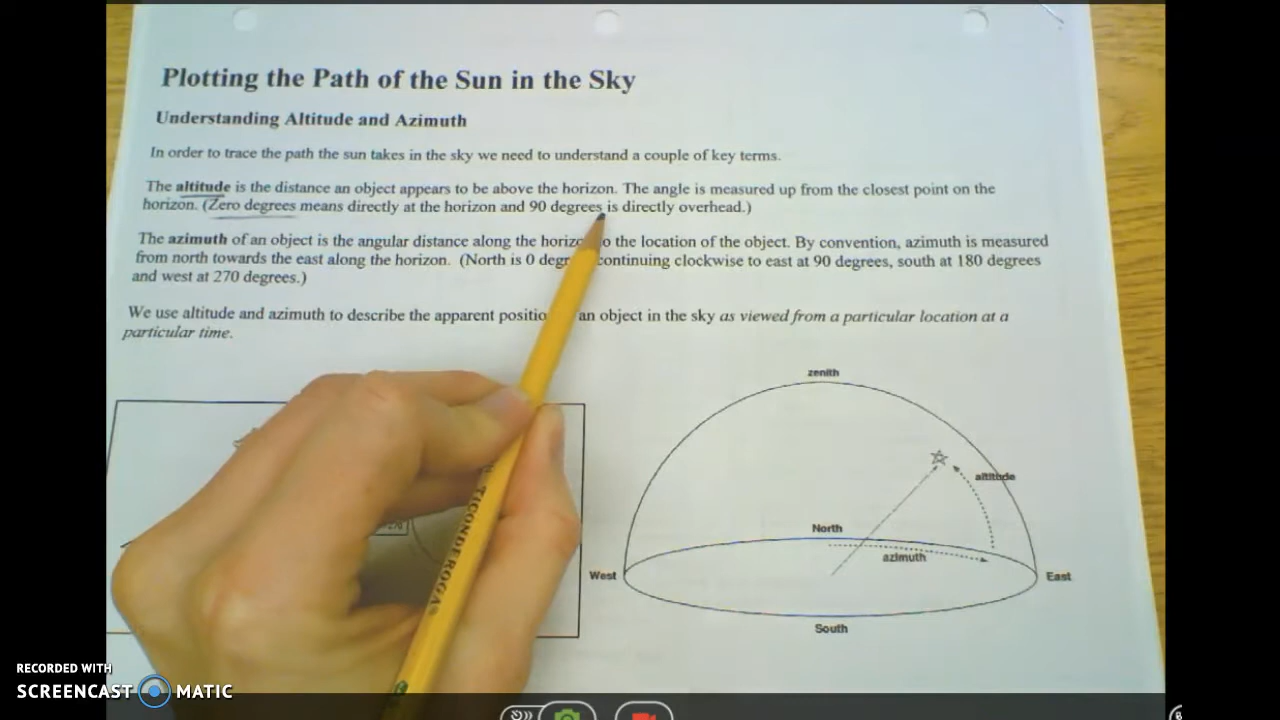 Plotting the Path of the Sun in the Sky
Understanding Altitude and Azimuth
In order to trace the path the sun takes in the sky we need to understand a couple of key terms.
The altitude is the distance an object appears to be above the horizon. The angle is measured up from the closest point on the
horizon. (Zero degrees means directly at the horizon and 90 degrees is directly overhead.)
The azimuth of an object is the angular distance along the horizo o the location of the object. By convention, azimuth is measured
from north towards the east along the horizon. (North is 0 degr continuing clockwise to east at 90 degrees, south at 180 degrees
and west at 270 degrees.)
We use altitude and azimuth to describe the apparent positio an object in the sky as viewed from a particular location at a
particular time.
zenith
altitude
North
azimuth
West
East
South
TICONDEROGA®
RECORDED WITH
SCREENCAST MATIC